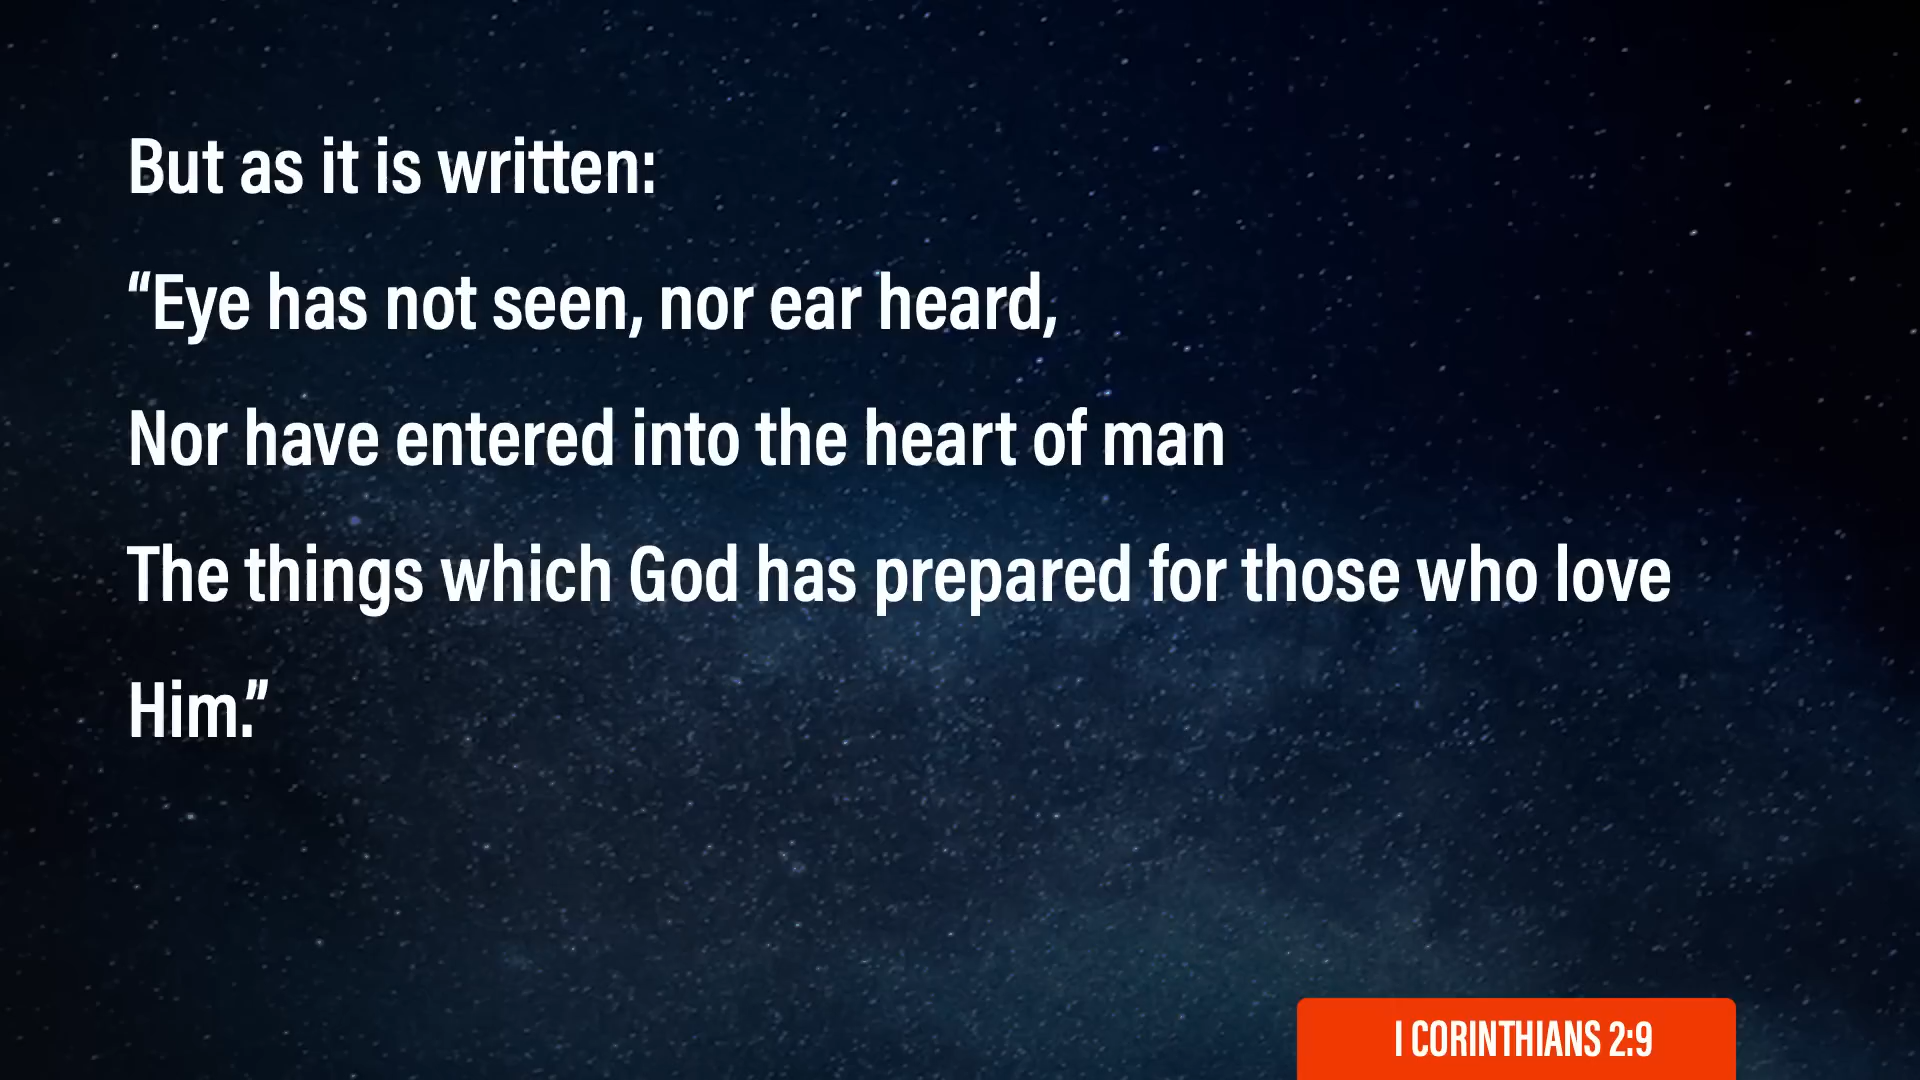 But as it is written:
“Eye has not seen, nor ear heard,
Nor have entered into the heart of man
The things which God has prepared for those who love
Him.”
I CORINTHIANS 2:9